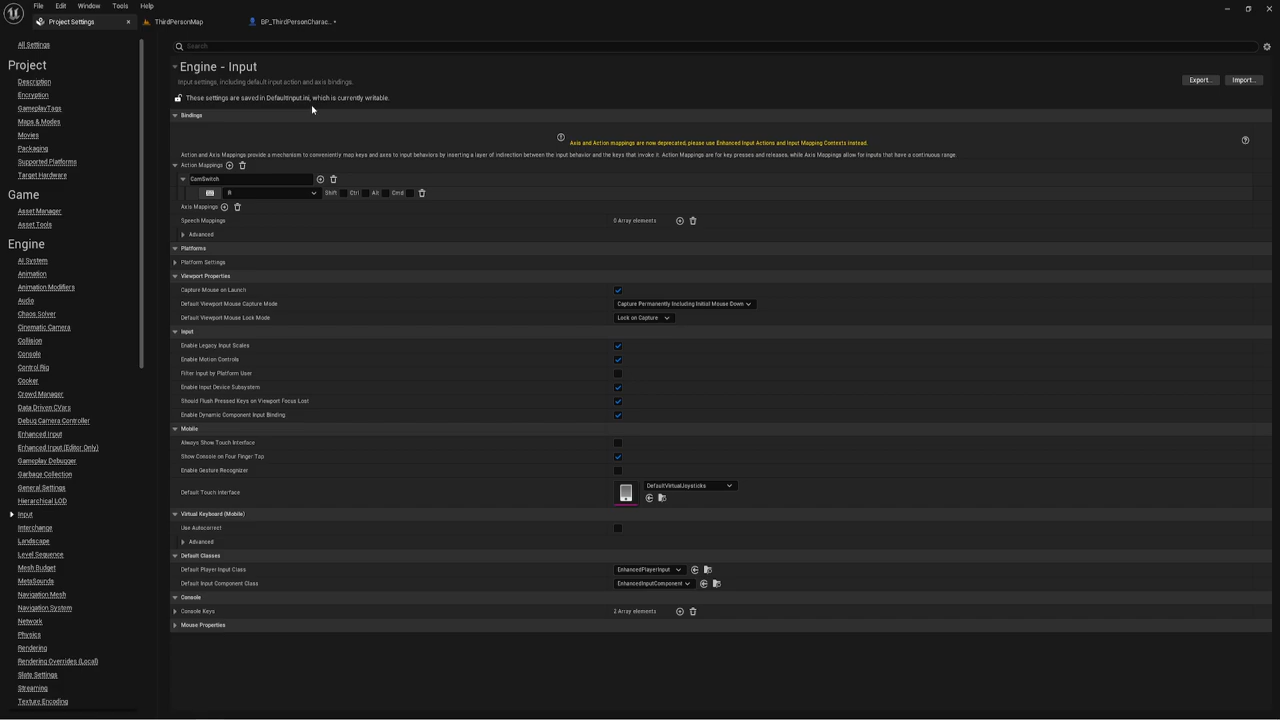 File Edit Window Tools Help
Project Settings ThirdPersonMap BP_ThirdPersonCharac..•
All Settings
Project
Description
Encryption
GameplayTags
Maps & Modes
Movies
Packaging
Supported Platforms
Target Hardware
Game
Asset Manager
Asset Tools
Engine
AI System
Animation
Animation Modifiers
Audio
Chaos Solver
Cinematic Camera
Collision
Console
Control Rig
Cooker
Crowd Manager
Data Driven CVars
Debug Camera Controller
Enhanced Input
Enhanced Input (Editor Only)
Gameplay Debugger
Garbage Collection
General Settings
Hierarchical LOD
Input
Interchange
Landscape
Level Sequence
Mesh Budget
MetaSounds
Navigation Mesh
Navigation System
Network
Physics
Rendering
Rendering Overrides (Local)
Slate Settings
Streaming
Texture Encoding
Search
Engine - Input
Input settings, including default input action and axis bindings.
Export... Import...
These settings are saved in DefaultInput.ini, which is currently writable.
Bindings
Axis and Action mappings are now deprecated, please use Enhanced Input Actions and Input Mapping Contexts instead.
Action and Axis Mappings provide a mechanism to conveniently map keys and axes to input behaviors by inserting a layer of indirection between the input behavior and the keys that invoke it. Action Mappings are for key presses and releases, while Axis Mappings allow for inputs that have a continuous range.
Action Mappings
CamSwitch
R Shift Ctrl Alt Cmd
Axis Mappings
Speech Mappings 0 Array elements
Advanced
Platforms
Platform Settings
Viewport Properties
Capture Mouse on Launch
Default Viewport Mouse Capture Mode Capture Permanently Including Initial Mouse Down
Default Viewport Mouse Lock Mode Lock on Capture
Input
Enable Legacy Input Scales
Enable Motion Controls
Filter Input by Platform User
Enable Input Device Subsystem
Should Flush Pressed Keys on Viewport Focus Lost
Enable Dynamic Component Input Binding
Mobile
Always Show Touch Interface
Show Console on Four Finger Tap
Enable Gesture Recognizer
Default Touch Interface DefaultVirtualJoysticks
Virtual Keyboard (Mobile)
Use Autocorrect
Advanced
Default Classes
Default Player Input Class EnhancedPlayerInput
Default Input Component Class EnhancedInputComponent
Console
Console Keys 2 Array elements
Mouse Properties